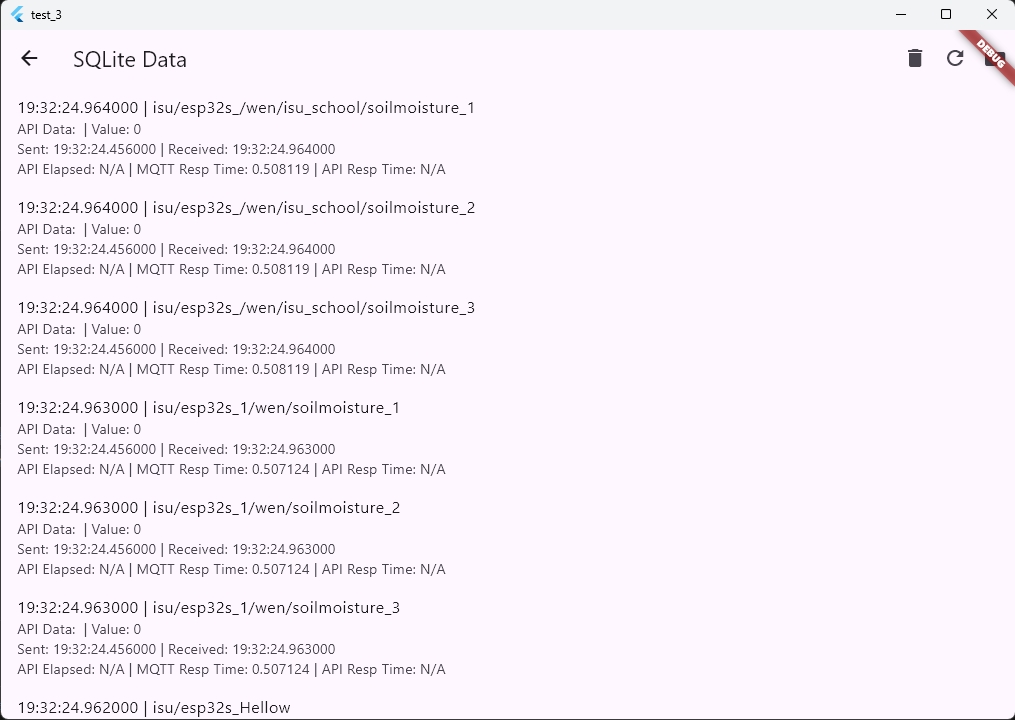 test_3
SQLite Data
DEBUG
19:32:24.964000 | isu/esp32s_/wen/isu_school/soilmoisture_1
API Data:  | Value: 0
Sent: 19:32:24.456000 | Received: 19:32:24.964000
API Elapsed: N/A | MQTT Resp Time: 0.508119 | API Resp Time: N/A
19:32:24.964000 | isu/esp32s_/wen/isu_school/soilmoisture_2
API Data:  | Value: 0
Sent: 19:32:24.456000 | Received: 19:32:24.964000
API Elapsed: N/A | MQTT Resp Time: 0.508119 | API Resp Time: N/A
19:32:24.964000 | isu/esp32s_/wen/isu_school/soilmoisture_3
API Data:  | Value: 0
Sent: 19:32:24.456000 | Received: 19:32:24.964000
API Elapsed: N/A | MQTT Resp Time: 0.508119 | API Resp Time: N/A
19:32:24.963000 | isu/esp32s_1/wen/soilmoisture_1
API Data:  | Value: 0
Sent: 19:32:24.456000 | Received: 19:32:24.963000
API Elapsed: N/A | MQTT Resp Time: 0.507124 | API Resp Time: N/A
19:32:24.963000 | isu/esp32s_1/wen/soilmoisture_2
API Data:  | Value: 0
Sent: 19:32:24.456000 | Received: 19:32:24.963000
API Elapsed: N/A | MQTT Resp Time: 0.507124 | API Resp Time: N/A
19:32:24.963000 | isu/esp32s_1/wen/soilmoisture_3
API Data:  | Value: 0
Sent: 19:32:24.456000 | Received: 19:32:24.963000
API Elapsed: N/A | MQTT Resp Time: 0.507124 | API Resp Time: N/A
19:32:24.962000 | isu/esp32s_Hellow